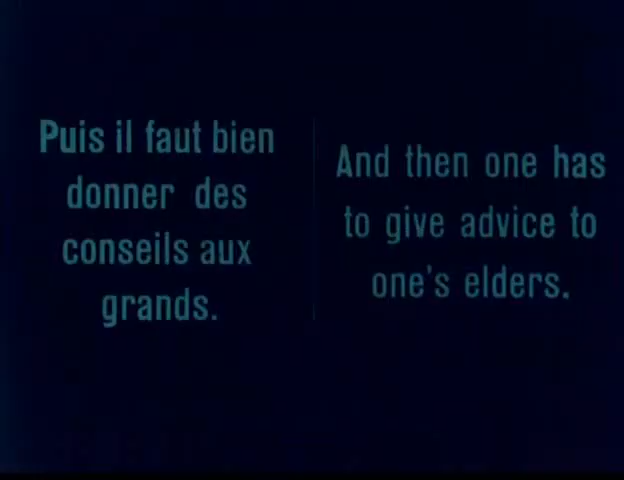 Puis il faut bien
donner des
conseils aux
grands.
And then one has
to give advice to
one's elders.